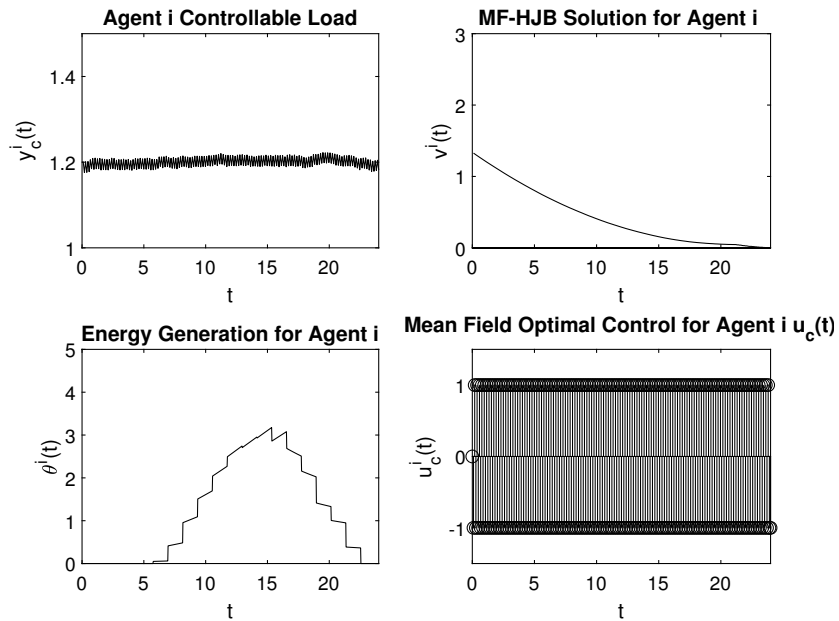 Agent i Controllable Load
1.4
1.2
1
y_c^i(t)
0 5 10 15 20
t
MF-HJB Solution for Agent i
3
2
1
0
v^i(t)
0 5 10 15 20
t
Energy Generation for Agent i
5
4
3
2
1
0
θ^i(t)
0 5 10 15 20
t
Mean Field Optimal Control for Agent i u_c(t)
1
0
-1
u_c^i(t)
0 5 10 15 20
t